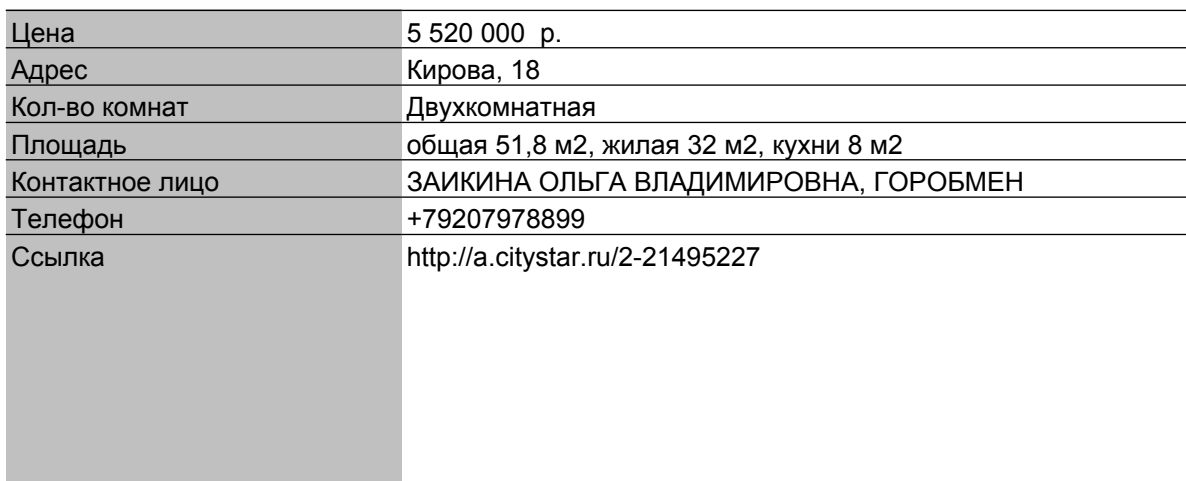 Цена 5 520 000 р.
Адрес Кирова, 18
Кол-во комнат Двухкомнатная
Площадь общая 51,8 м2, жилая 32 м2, кухни 8 м2
Контактное лицо ЗАИКИНА ОЛЬГА ВЛАДИМИРОВНА, ГОРОБМЕН
Телефон +79207978899
Ссылка http://a.citystar.ru/2-21495227